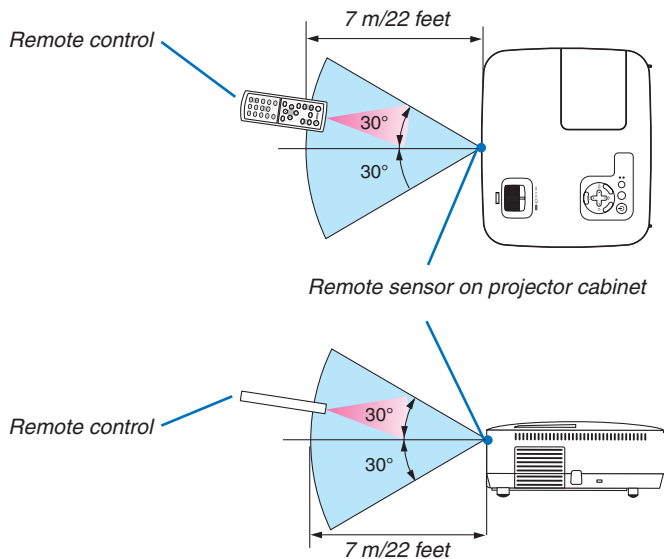 7 m/22 feet
Remote control
30°
30°
Remote sensor on projector cabinet
30°
Remote control
30°
7 m/22 feet